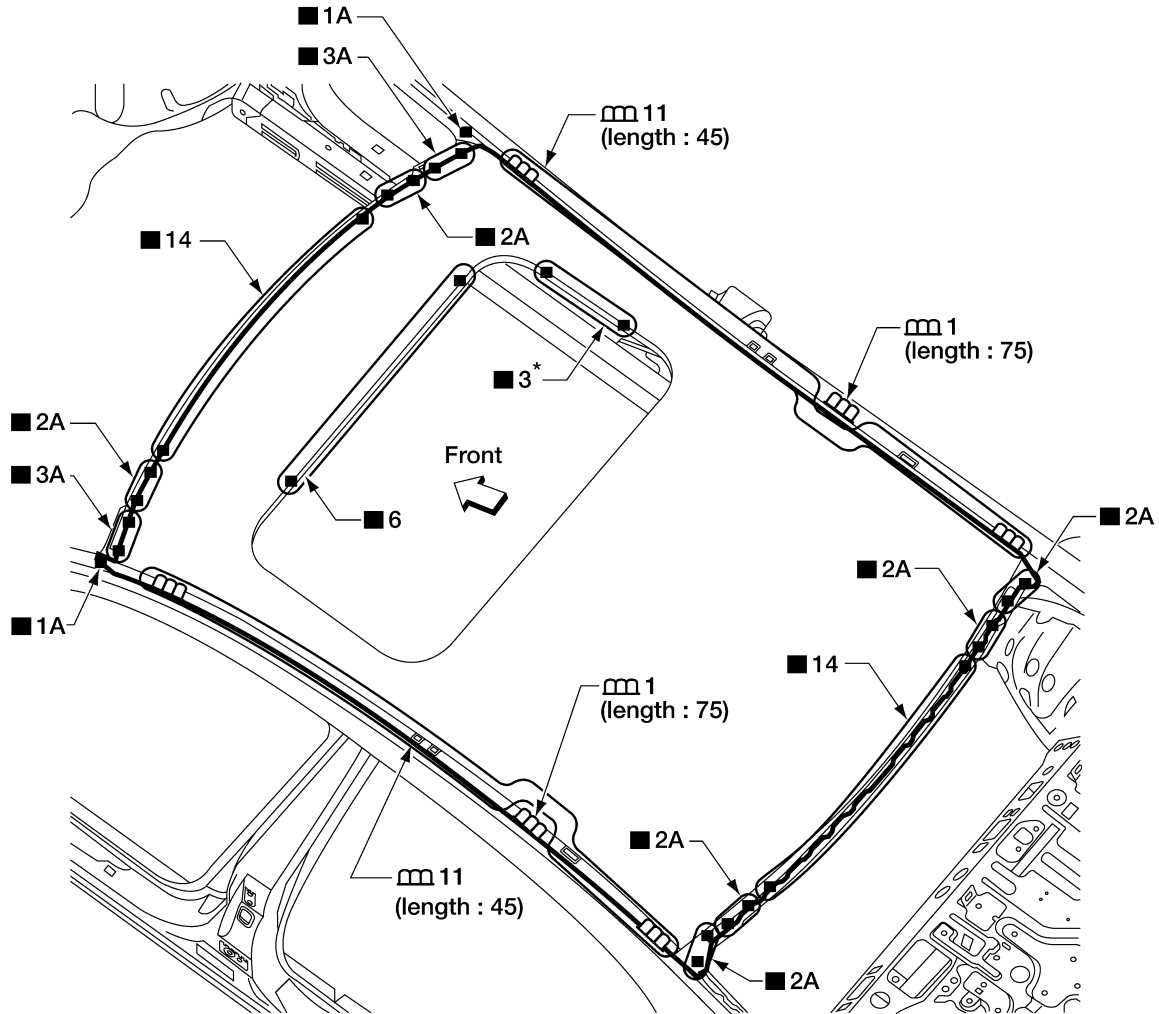 ■ 1A
■ 3A
11
(length : 45)
■ 2A
■ 14
1
(length : 75)
■ 3*
■ 2A
Front
■ 3A
■ 6
■ 2A
■ 2A
■ 1A
■ 14
1
(length : 75)
■ 2A
11
(length : 45)
■ 2A